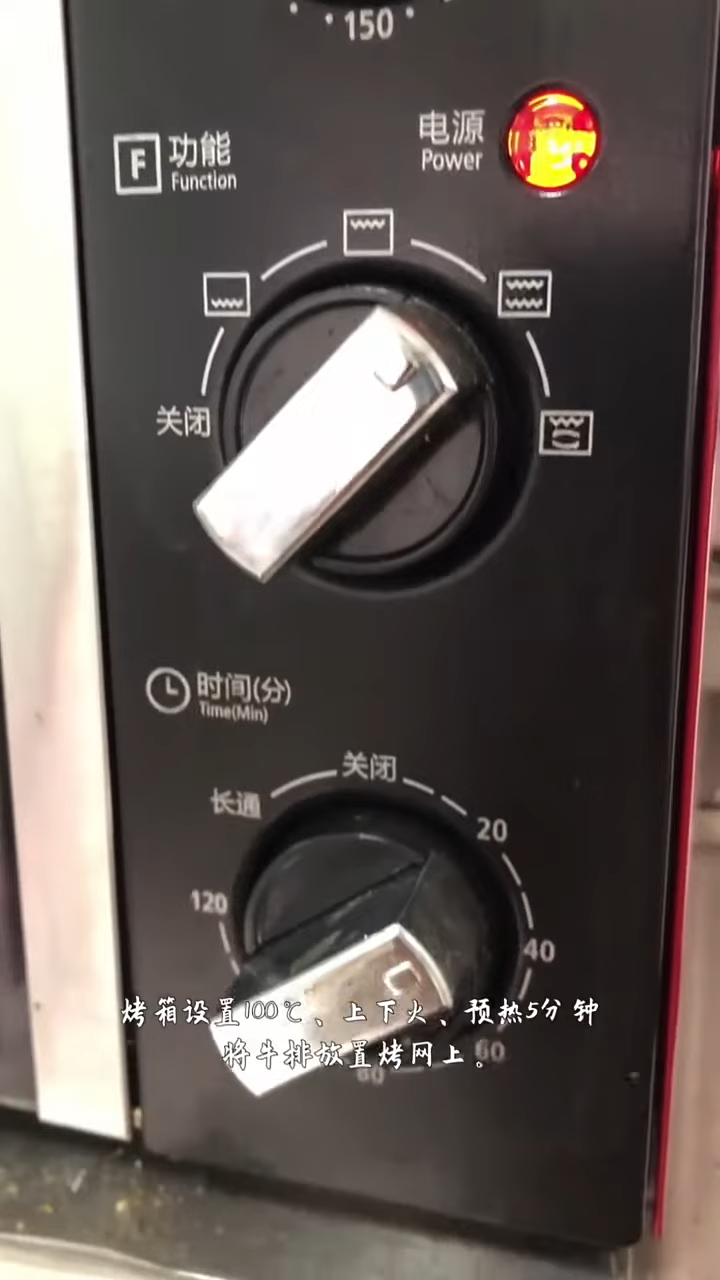 150
电源
Power
F
功能
Function
关闭
时间(分)
Time(Min)
关闭
长通
20
120
40
60
80
烤箱设置100℃、上下火、预热5分钟
将牛排放置烤网上。